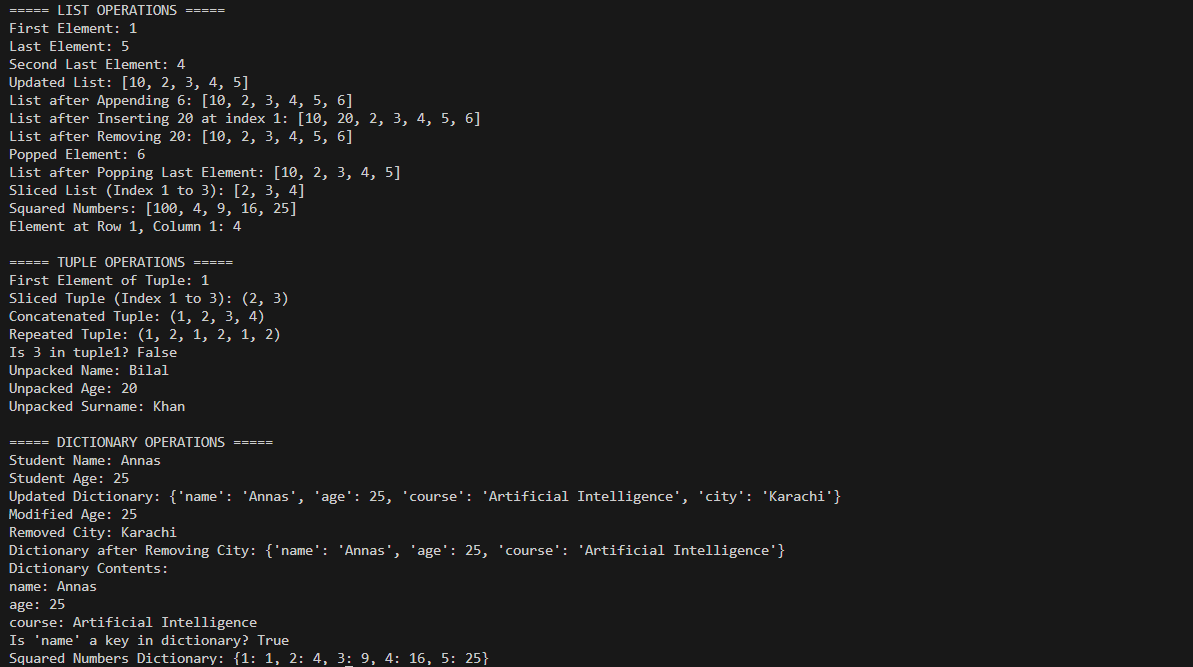 ===== LIST OPERATIONS =====
First Element: 1
Last Element: 5
Second Last Element: 4
Updated List: [10, 2, 3, 4, 5]
List after Appending 6: [10, 2, 3, 4, 5, 6]
List after Inserting 20 at index 1: [10, 20, 2, 3, 4, 5, 6]
List after Removing 20: [10, 2, 3, 4, 5, 6]
Popped Element: 6
List after Popping Last Element: [10, 2, 3, 4, 5]
Sliced List (Index 1 to 3): [2, 3, 4]
Squared Numbers: [100, 4, 9, 16, 25]
Element at Row 1, Column 1: 4
===== TUPLE OPERATIONS =====
First Element of Tuple: 1
Sliced Tuple (Index 1 to 3): (2, 3)
Concatenated Tuple: (1, 2, 3, 4)
Repeated Tuple: (1, 2, 1, 2, 1, 2)
Is 3 in tuple1? False
Unpacked Name: Bilal
Unpacked Age: 20
Unpacked Surname: Khan
===== DICTIONARY OPERATIONS =====
Student Name: Annas
Student Age: 25
Updated Dictionary: {'name': 'Annas', 'age': 25, 'course': 'Artificial Intelligence', 'city': 'Karachi'}
Modified Age: 25
Removed City: Karachi
Dictionary after Removing City: {'name': 'Annas', 'age': 25, 'course': 'Artificial Intelligence'}
Dictionary Contents:
name: Annas
age: 25
course: Artificial Intelligence
Is 'name' a key in dictionary? True
Squared Numbers Dictionary: {1: 1, 2: 4, 3: 9, 4: 16, 5: 25}